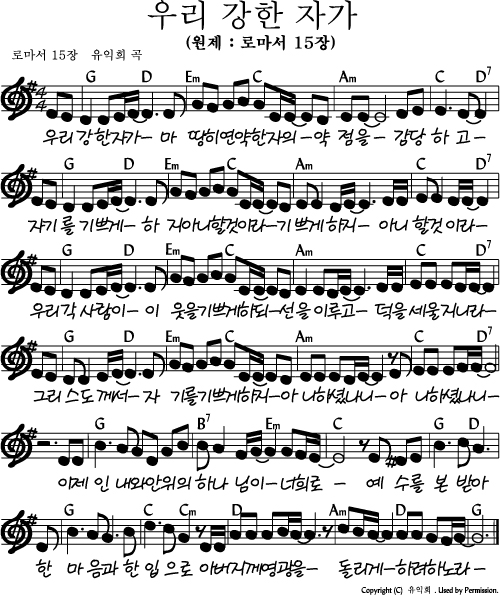 우리 강한 자가
(원제 : 로마서 15장)
로마서 15장 유익희 곡
G D Em C Am C D7
우리 강한자가- 마 땅히연약한자의- 약 점을- 감당 하 고-
G D Em C Am C D
자기 를 기쁘게- 하 지아니할것이라- 기 쁘게 하지- 아니 할것 이라-
G D Em C Am C D
우리 각 사람이- 이 웃을기쁘게하되- 선을 이루고- 덕을 세울지니라-
G D Em C Am C D
그리 스도 께서- 자 기를기쁘게하지- 아 니하셨나니- 아 니하셨나니-
G B7 Em C G D
이제 인 내와안위의 하나 님이- 너희로 - 예 수를 본 받아
G C Cm G D Am D G
한 마 음과 한 입 으로 아버지께영광을- 돌리게-하려하노라-
Copyright (C) 유익희 . Used by Permission.